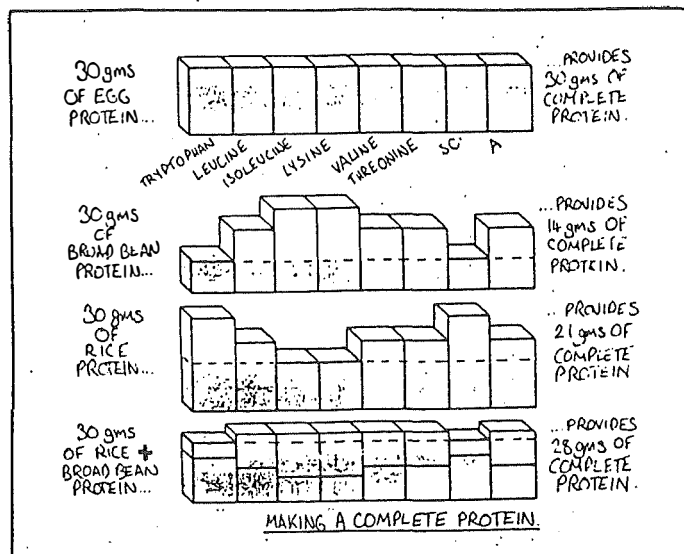 30 gms
OF EGG
PROTEIN...
...PROVIDES
30 gms OF
COMPLETE
PROTEIN.
TRYPTOPHAN
LEUCINE
ISOLEUCINE
LYSINE
VALINE
THREONINE
SC.
A
30 gms
OF
BROAD BEAN
PROTEIN...
...PROVIDES
14 gms OF
COMPLETE
PROTEIN.
30 gms
OF
RICE
PROTEIN...
... PROVIDES
21 gms OF
COMPLETE
PROTEIN
30 gms
OF RICE +
BROAD BEAN
PROTEIN...
...PROVIDES
28 gms OF
COMPLETE
PROTEIN.
MAKING A COMPLETE PROTEIN.